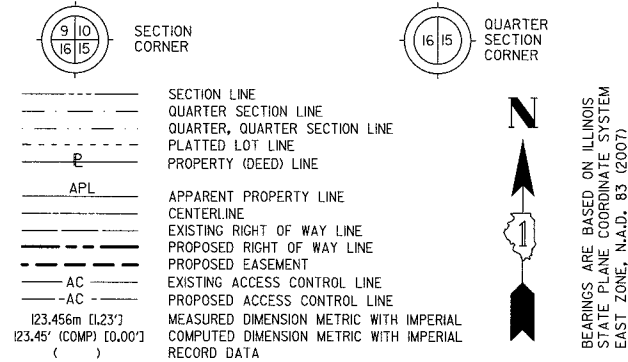 9 10
16 15
SECTION
CORNER
16 15
QUARTER
SECTION
CORNER
SECTION LINE
QUARTER SECTION LINE
QUARTER, QUARTER SECTION LINE
PLATTED LOT LINE
PL PROPERTY (DEED) LINE
APL APPARENT PROPERTY LINE
CENTERLINE
EXISTING RIGHT OF WAY LINE
PROPOSED RIGHT OF WAY LINE
PROPOSED EASEMENT
AC EXISTING ACCESS CONTROL LINE
AC PROPOSED ACCESS CONTROL LINE
123.456m [1.23'] MEASURED DIMENSION METRIC WITH IMPERIAL
123.45' (COMP) [0.00'] COMPUTED DIMENSION METRIC WITH IMPERIAL
( ) RECORD DATA
N
1
BEARINGS ARE BASED ON ILLINOIS
STATE PLANE COORDINATE SYSTEM
EAST ZONE, N.A.D. 83 (2007)